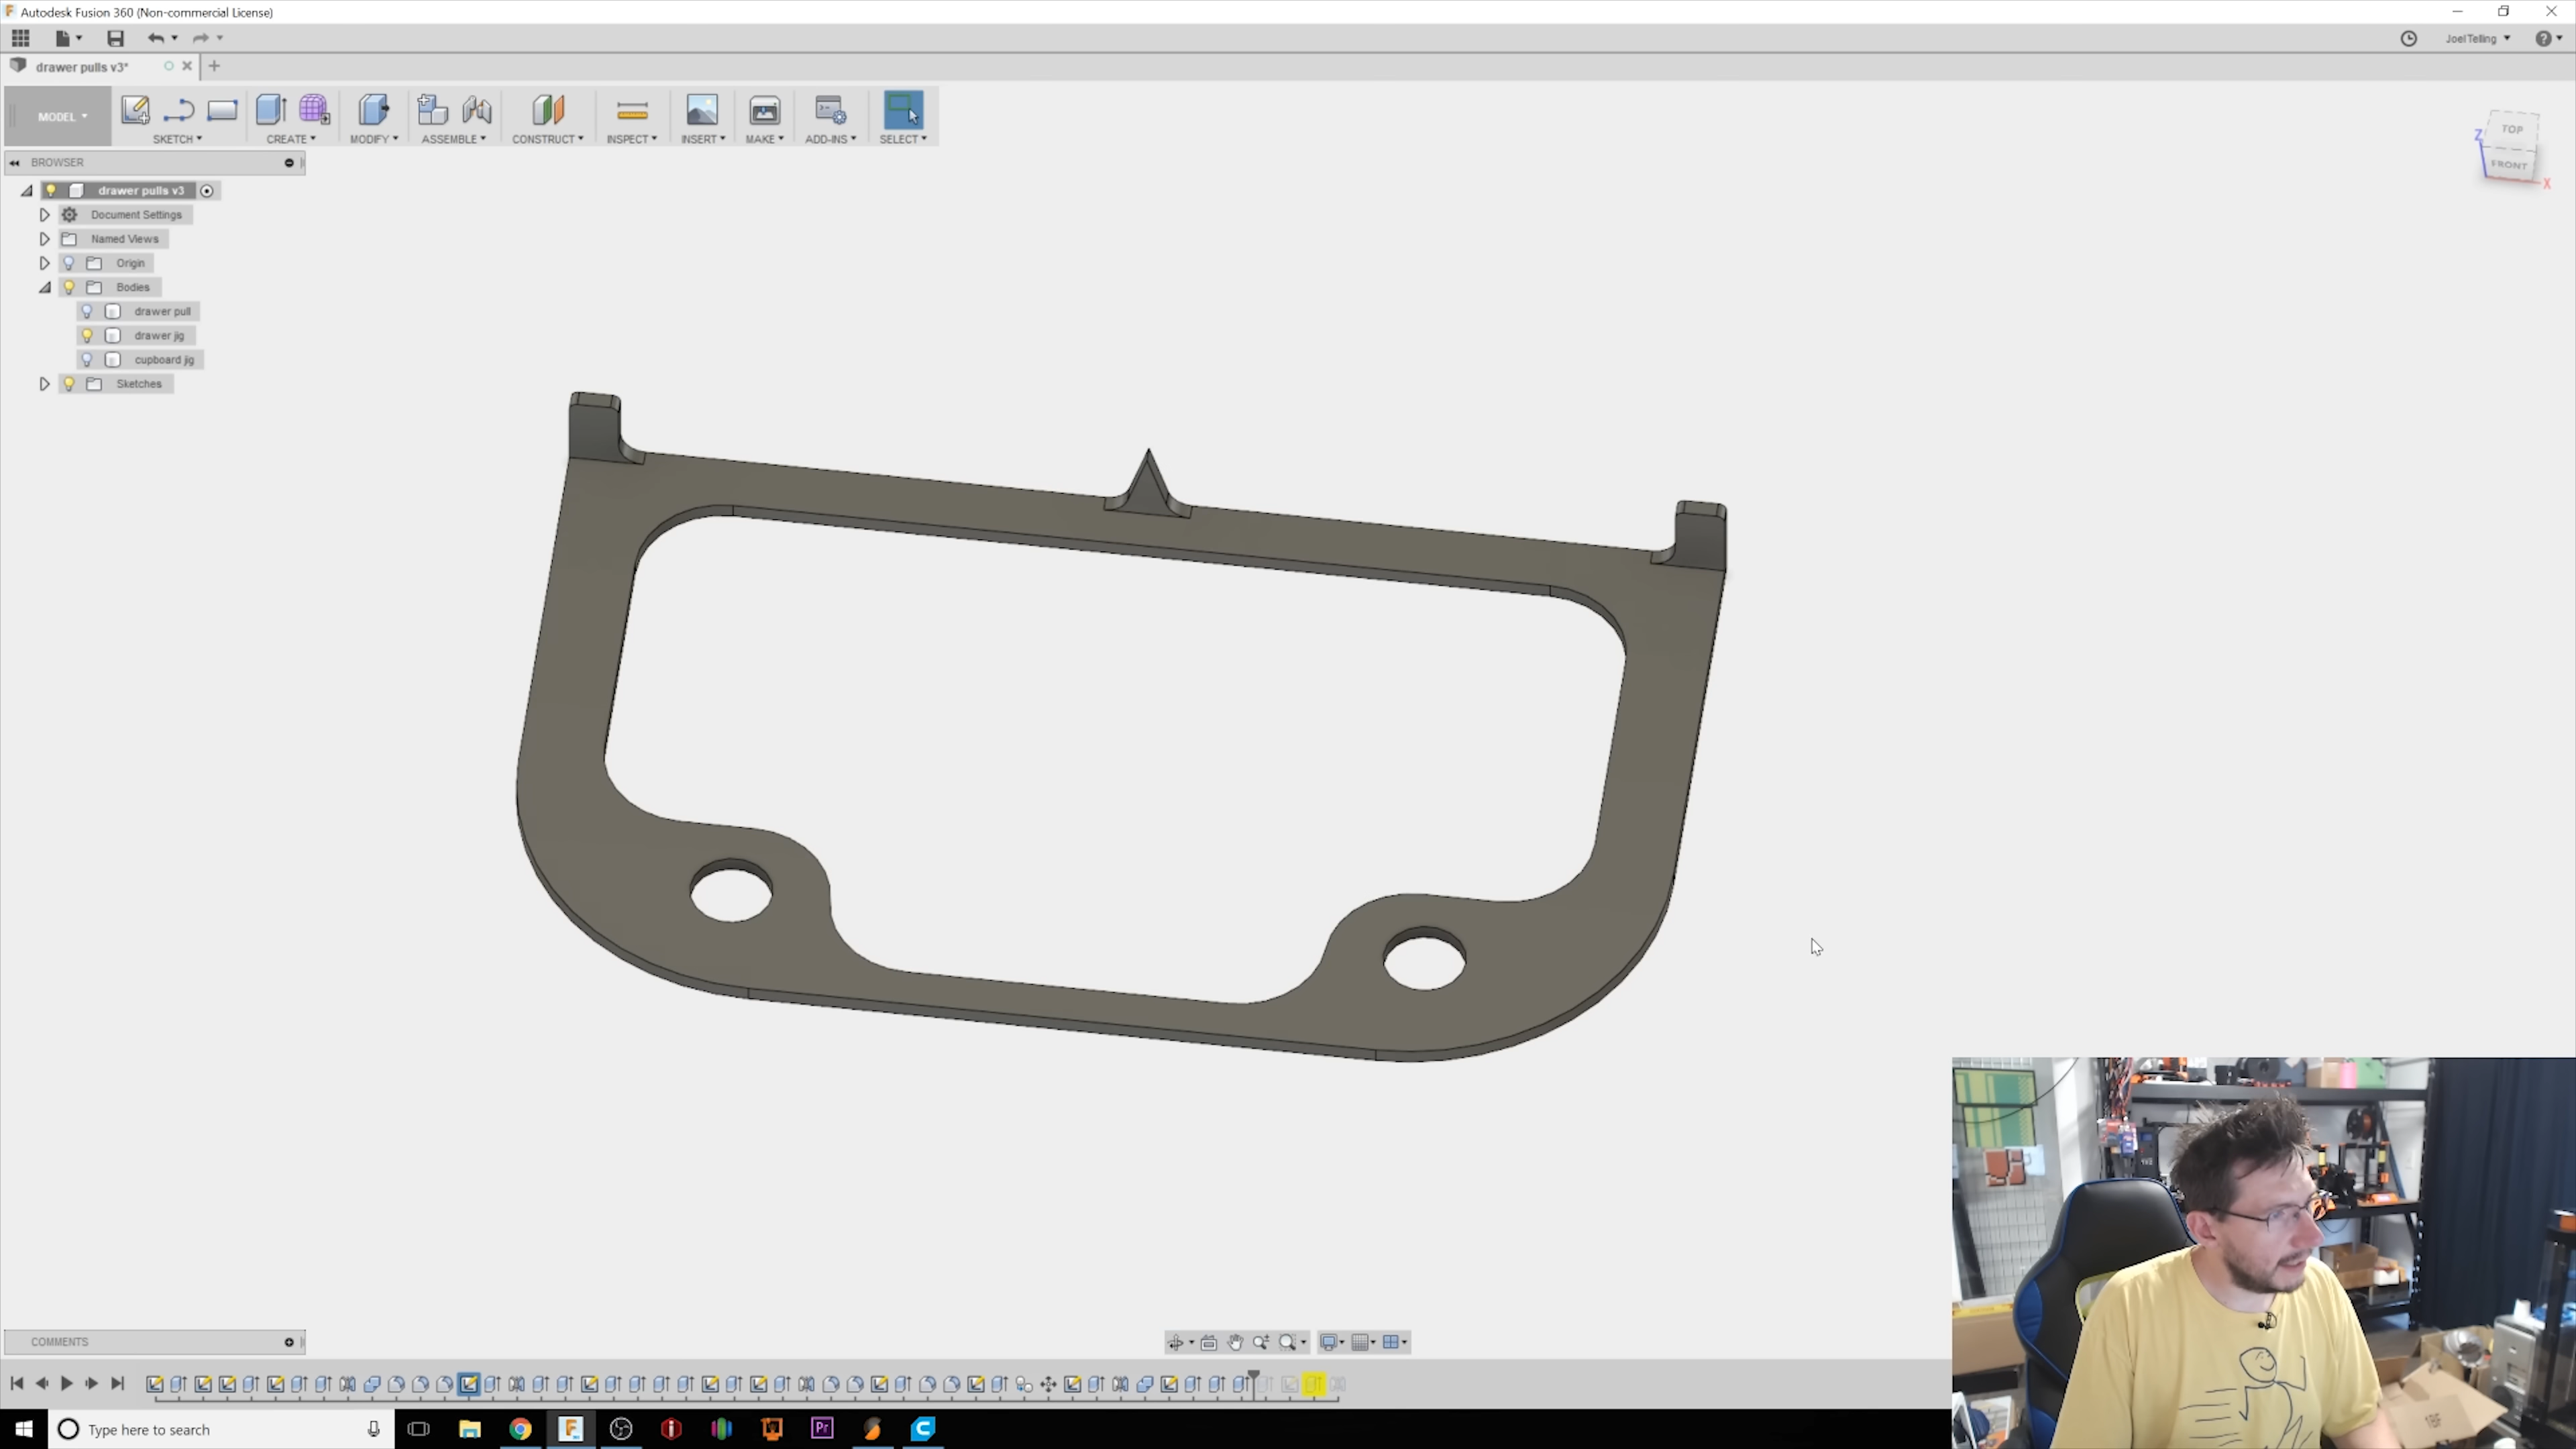 Autodesk Fusion 360 (Non-commercial License)
JoelTelling
drawer pulls v3*
TOP
FRONT
Z
X
MODEL
SKETCH
CREATE
MODIFY
ASSEMBLE
CONSTRUCT
INSPECT
INSERT
MAKE
ADD-INS
SELECT
BROWSER
drawer pulls v3
Document Settings
Named Views
Origin
Bodies
drawer pull
drawer jig
cupboard jig
Sketches
COMMENTS
Type here to search
Pr